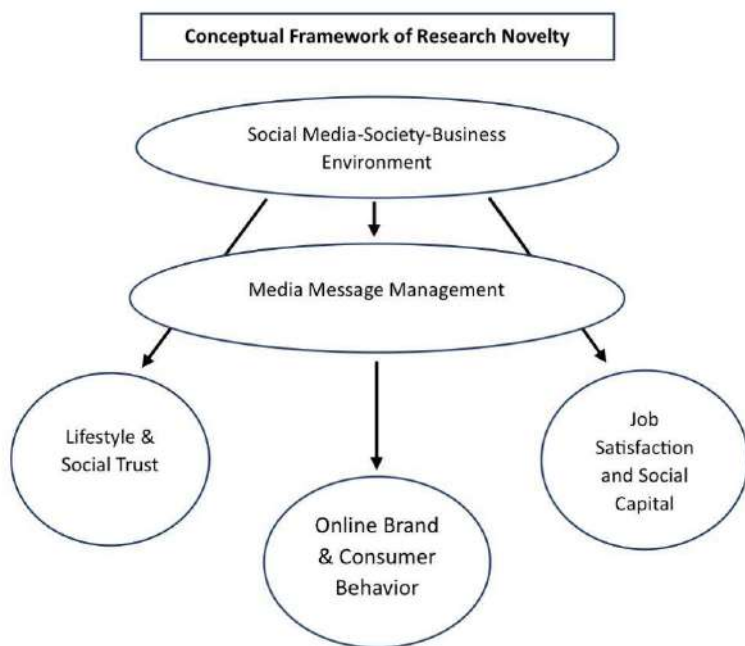 Conceptual Framework of Research Novelty
Social Media-Society-Business
Environment
Media Message Management
Lifestyle &
Social Trust
Job
Satisfaction
and Social
Capital
Online Brand
& Consumer
Behavior